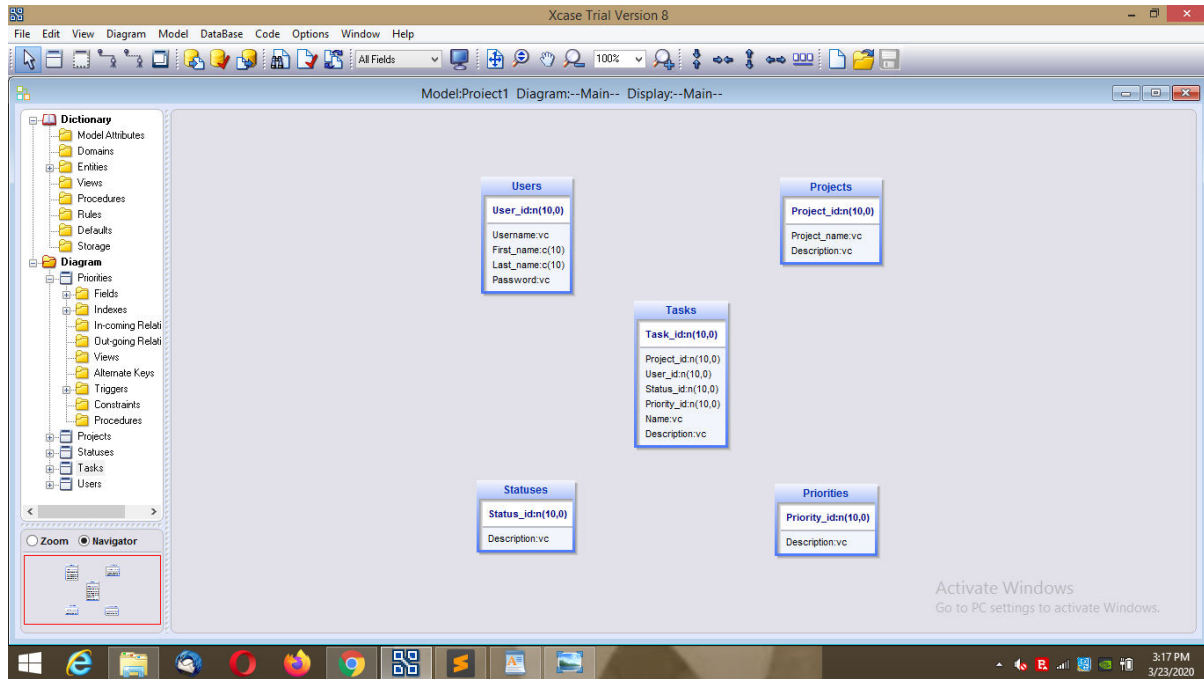 Xcase Trial Version 8
File Edit View Diagram Model DataBase Code Options Window Help
All Fields
100%
Model:Project1 Diagram:--Main-- Display:--Main--
Dictionary
Model Attributes
Domains
Entities
Views
Procedures
Rules
Defaults
Storage
Diagram
Priorities
Fields
Indexes
In-coming Relati
Out-going Relati
Views
Alternate Keys
Triggers
Constraints
Procedures
Projects
Statuses
Tasks
Users
Zoom Navigator
Users
User_id:n(10,0)
Username:vc
First_name:c(10)
Last_name:c(10)
Password:vc
Projects
Project_id:n(10,0)
Project_name:vc
Description:vc
Tasks
Task_id:n(10,0)
Project_id:n(10,0)
User_id:n(10,0)
Status_id:n(10,0)
Priority_id:n(10,0)
Name:vc
Description:vc
Statuses
Status_id:n(10,0)
Description:vc
Priorities
Priority_id:n(10,0)
Description:vc
Activate Windows
Go to PC settings to activate Windows.
3:17 PM
3/23/2020